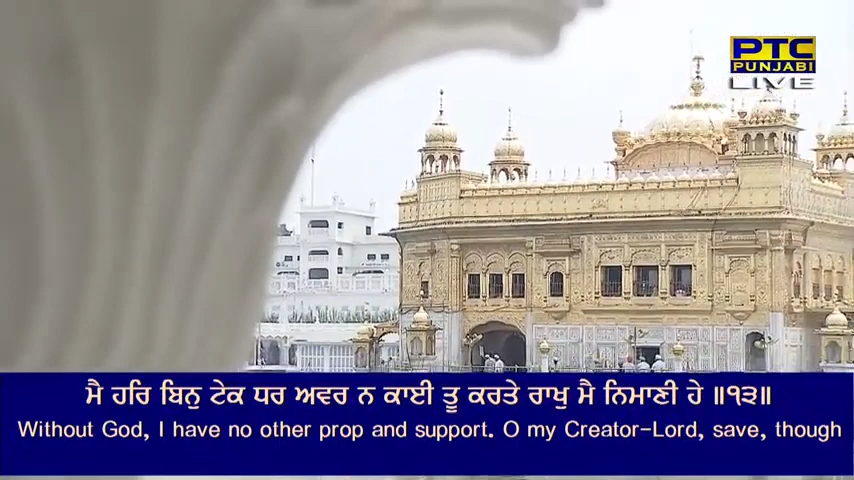 PTC
PUNJABI
LIVE
ਮੈ ਹਰਿ ਬਿਨੁ ਟੇਕ ਧਰ ਅਵਰ ਨ ਕਾਈ ਤੂ ਕਰਤੇ ਰਾਖੁ ਮੈ ਨਿਮਾਣੀ ਹੇ ॥੧੩॥
Without God, I have no other prop and support. O my Creator-Lord, save, though